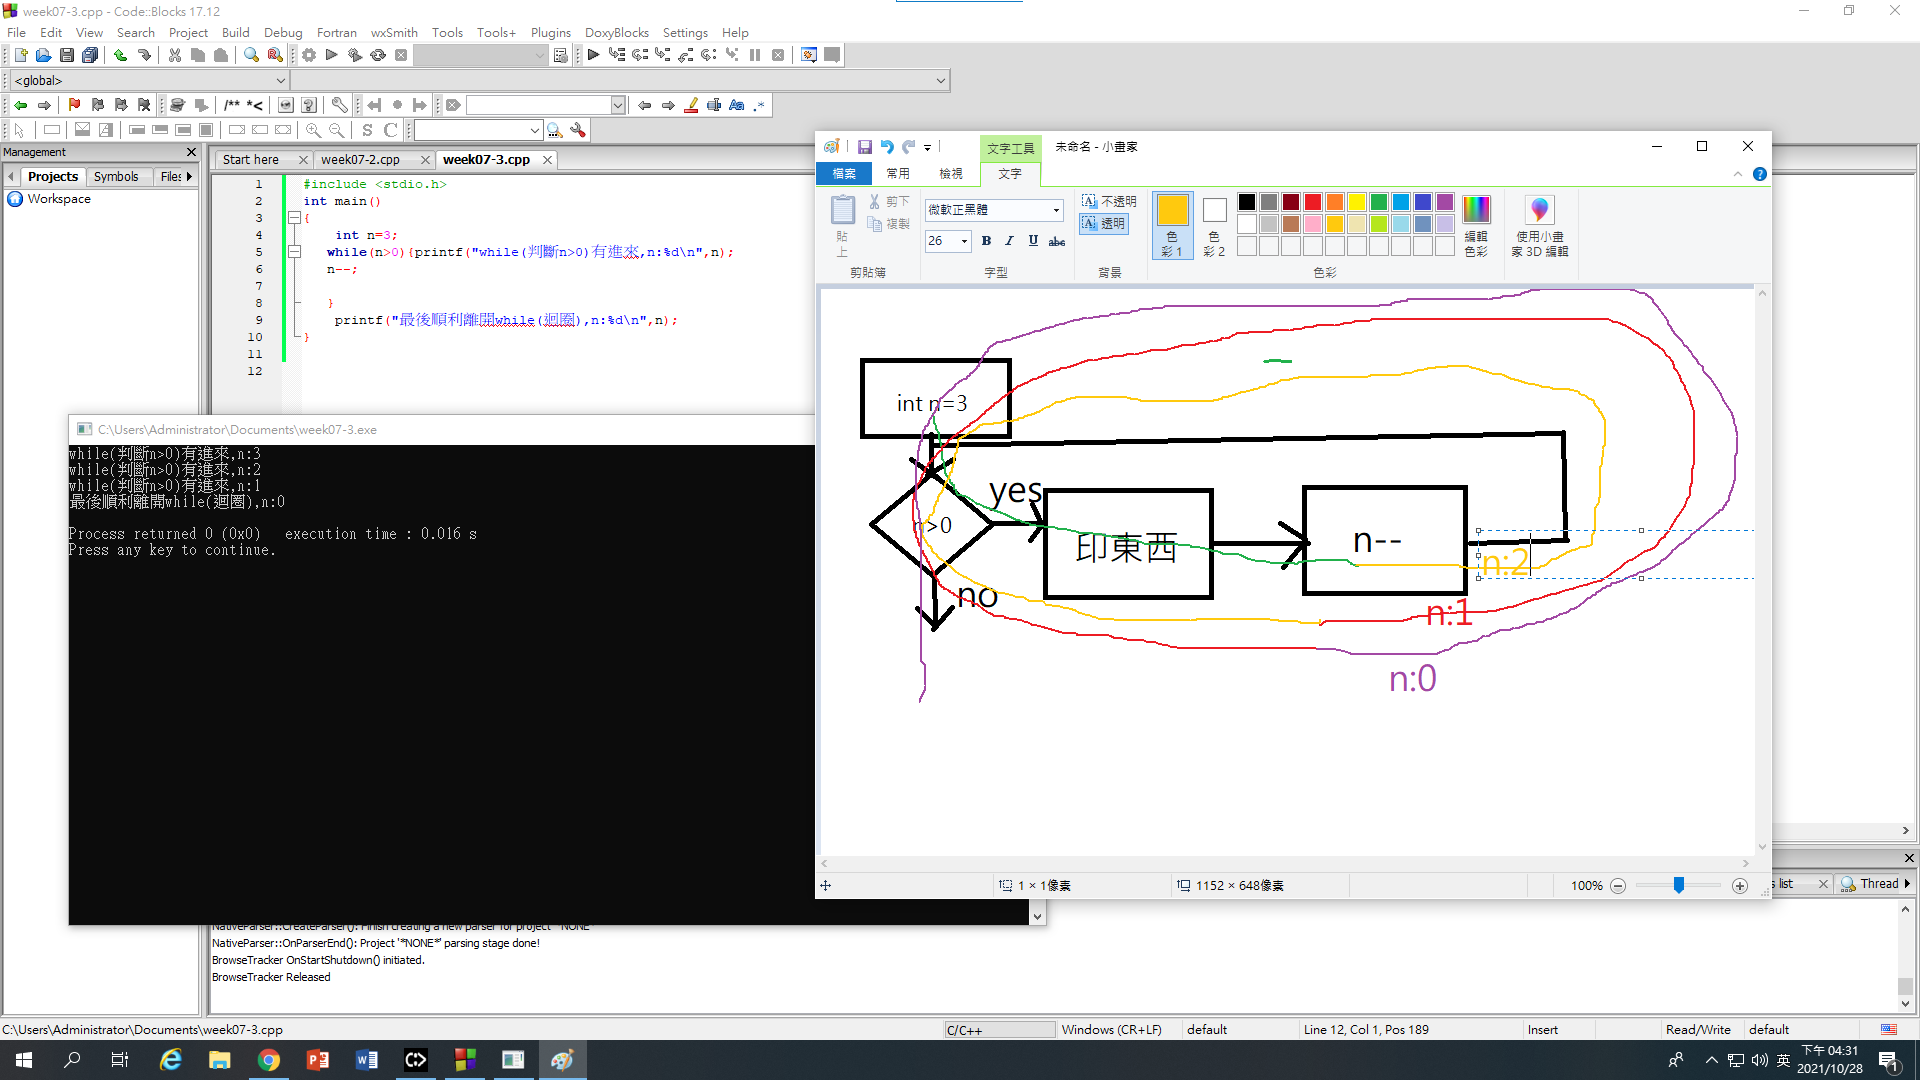 week07-3.cpp - Code::Blocks 17.12
File Edit View Search Project Build Debug Fortran wxSmith Tools Tools+ Plugins DoxyBlocks Settings Help
<global>
/** *<
S C
Management
Projects Symbols Files
Workspace
Start here week07-2.cpp week07-3.cpp
1 #include <stdio.h>
2 int main()
3 {
4 int n=3;
5 while(n>0){printf("while(判斷n>0)有進來,n:%d\n",n);
6 n--;
7
8 }
9 printf("最後順利離開while(迴圈),n:%d\n",n);
10 }
11
12
C:\Users\Administrator\Documents\week07-3.exe
while(判斷n>0)有進來,n:3
while(判斷n>0)有進來,n:2
while(判斷n>0)有進來,n:1
最後順利離開while(迴圈),n:0
Process returned 0 (0x0) execution time : 0.016 s
Press any key to continue.
文字工具 未命名 - 小畫家
檔案 常用 檢視 文字
貼上
剪下
複製
剪貼簿
微軟正黑體
26 B I U abc
字型
不透明
透明
背景
色彩 1
色彩 2
色彩
編輯色彩
使用小畫家 3D 編輯
int n=3
yes
n>0
印東西
n--
n:2
no
n:1
n:0
1 × 1像素
1152 × 648像素
100%
s list Thread
NativeParser::CreateParser(): Finish creating a new parser for project '*NONE*'
NativeParser::OnParserEnd(): Project '*NONE*' parsing stage done!
BrowseTracker OnStartShutdown() initiated.
BrowseTracker Released
C:\Users\Administrator\Documents\week07-3.cpp C/C++ Windows (CR+LF) default Line 12, Col 1, Pos 189 Insert Read/Write default
英
下午 04:31
2021/10/28
1